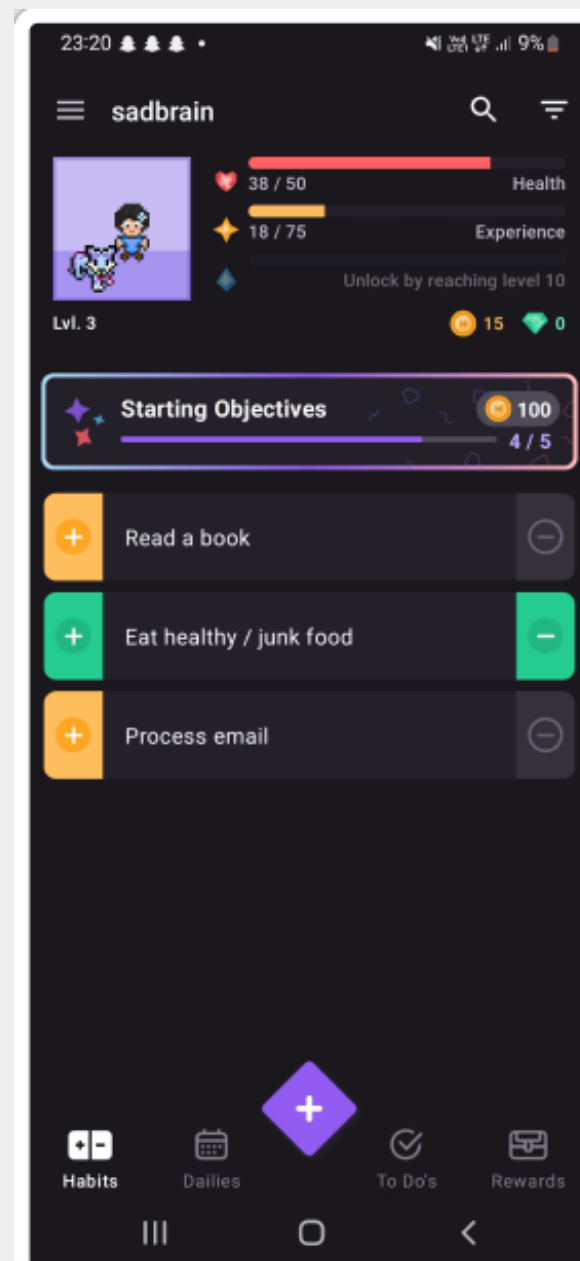 23:20
9%
sadbrain
38 / 50 Health
18 / 75 Experience
Unlock by reaching level 10
Lvl. 3 15 0
Starting Objectives 100
4 / 5
Read a book
Eat healthy / junk food
Process email
Habits Dailies To Do's Rewards